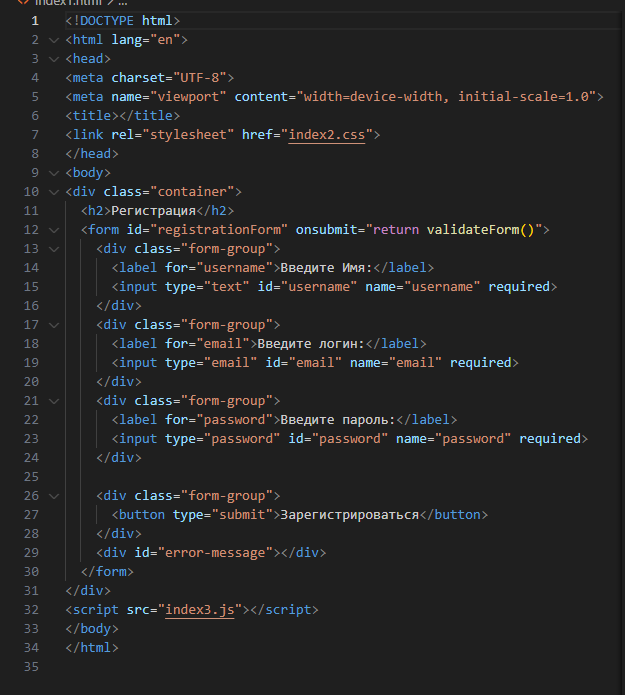 index1.html > ...
1 <!DOCTYPE html>
2 <html lang="en">
3 <head>
4 <meta charset="UTF-8">
5 <meta name="viewport" content="width=device-width, initial-scale=1.0">
6 <title></title>
7 <link rel="stylesheet" href="index2.css">
8 </head>
9 <body>
10 <div class="container">
11   <h2>Регистрация</h2>
12   <form id="registrationForm" onsubmit="return validateForm()">
13     <div class="form-group">
14       <label for="username">Введите Имя:</label>
15       <input type="text" id="username" name="username" required>
16     </div>
17     <div class="form-group">
18       <label for="email">Введите логин:</label>
19       <input type="email" id="email" name="email" required>
20     </div>
21     <div class="form-group">
22       <label for="password">Введите пароль:</label>
23       <input type="password" id="password" name="password" required>
24     </div>
25
26     <div class="form-group">
27       <button type="submit">Зарегистрироваться</button>
28     </div>
29     <div id="error-message"></div>
30   </form>
31 </div>
32 <script src="index3.js"></script>
33 </body>
34 </html>
35